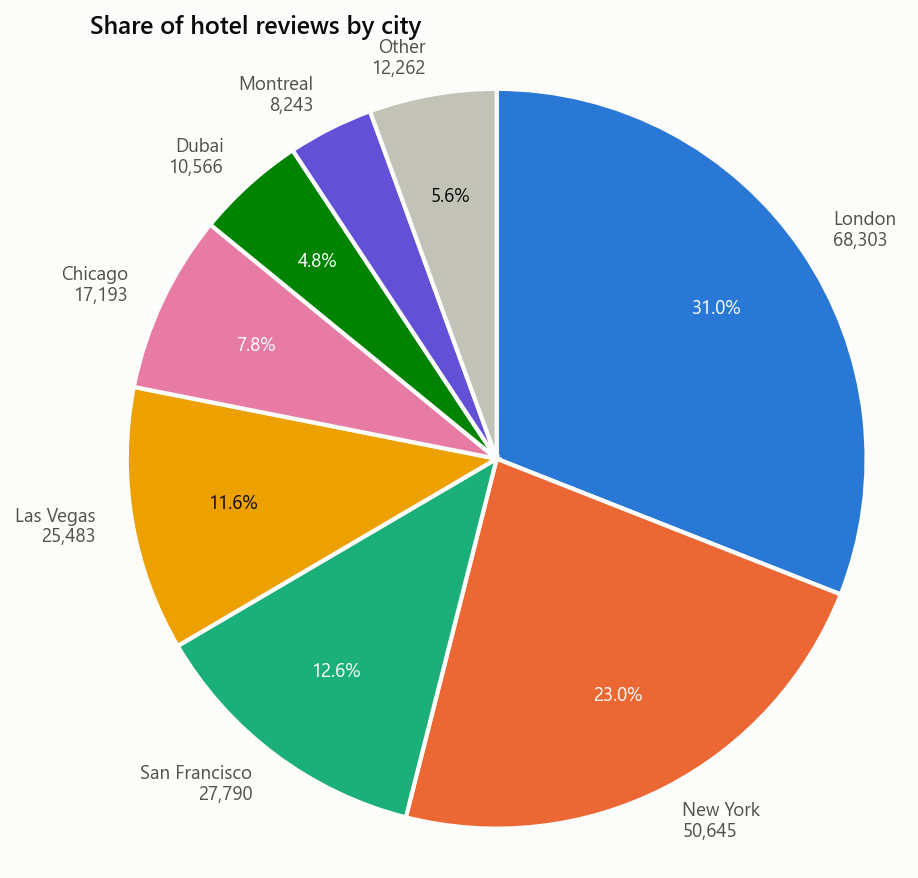 Share of hotel reviews by city
Other
12,262
Montreal
8,243
Dubai
10,566
5.6%
London
68,303
4.8%
Chicago
17,193
31.0%
7.8%
11.6%
Las Vegas
25,483
12.6%
23.0%
San Francisco
27,790
New York
50,645